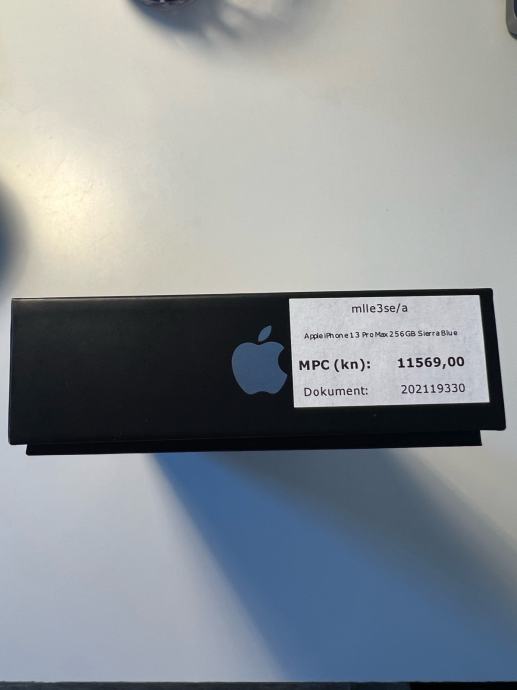 mlle3se/a
Apple iPhone 13 Pro Max 256GB Sierra Blue
MPC (kn): 11569,00
Dokument: 202119330